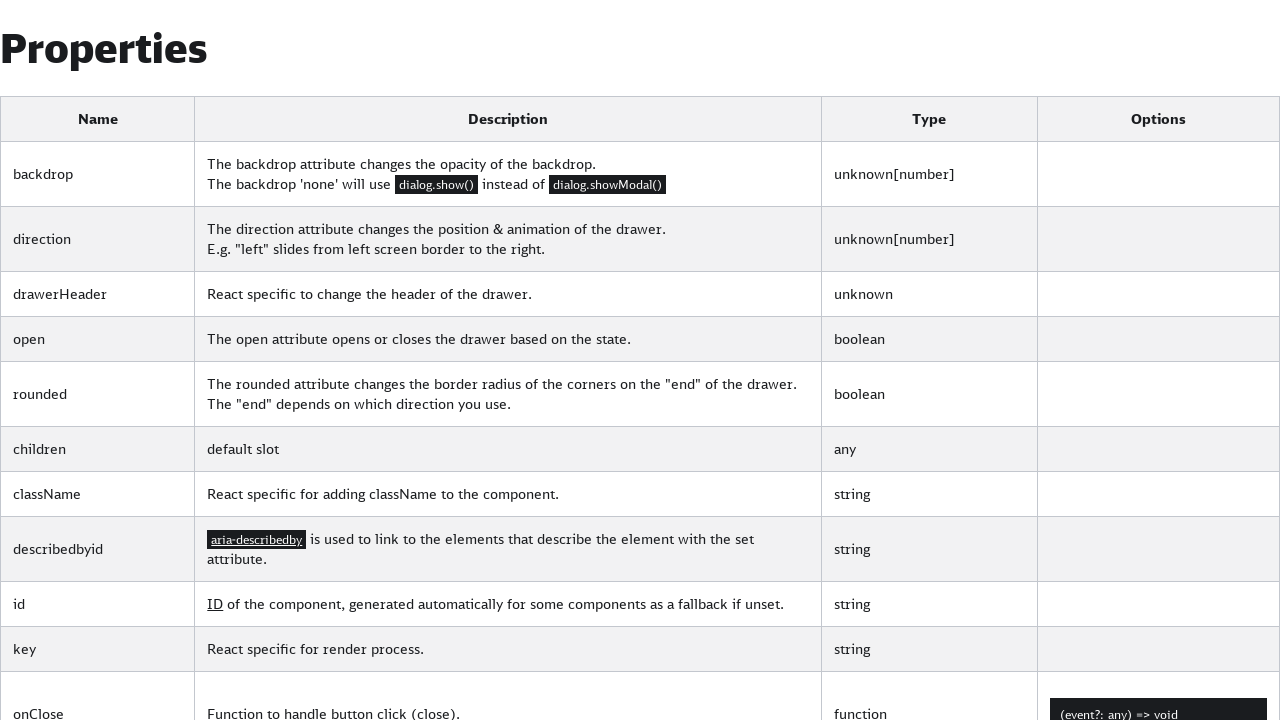 Properties
Name Description Type Options
backdrop The backdrop attribute changes the opacity of the backdrop. unknown[number]
The backdrop 'none' will use dialog.show() instead of dialog.showModal()
direction The direction attribute changes the position & animation of the drawer. unknown[number]
E.g. "left" slides from left screen border to the right.
drawerHeader React specific to change the header of the drawer. unknown
open The open attribute opens or closes the drawer based on the state. boolean
rounded The rounded attribute changes the border radius of the corners on the "end" of the drawer. boolean
The "end" depends on which direction you use.
children default slot any
className React specific for adding className to the component. string
describedbyid aria-describedby is used to link to the elements that describe the element with the set string
attribute.
id ID of the component, generated automatically for some components as a fallback if unset. string
key React specific for render process. string
onClose Function to handle button click (close). function (event?: any) => void